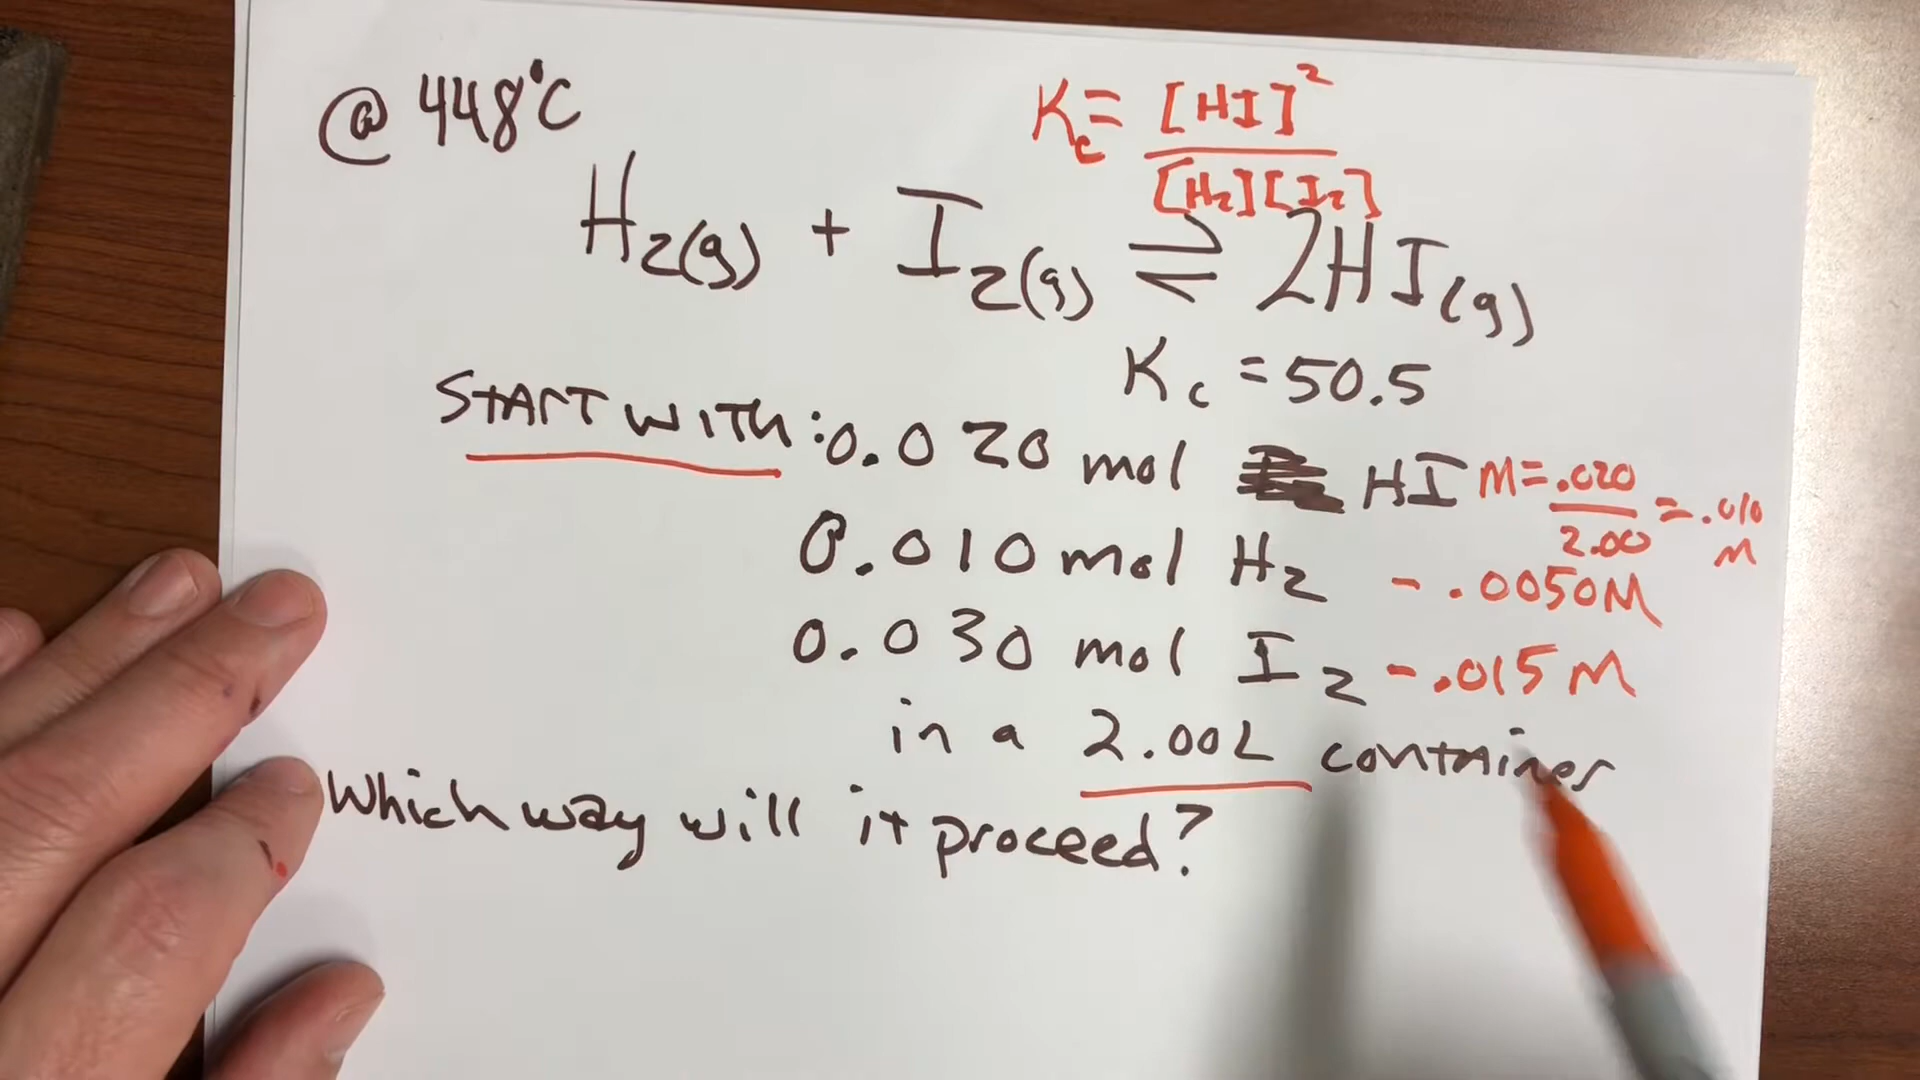 @ 448°C
Kc = [HI]²
[H₂][I₂]
H₂(g) + I₂(g) ⇌ 2HI(g)
Kc = 50.5
START WITH: 0.020 mol HI M = .020 / 2.00 = .010 M
0.010 mol H₂ - .0050M
0.030 mol I₂ - .015 M
in a 2.00L container
Which way will it proceed?